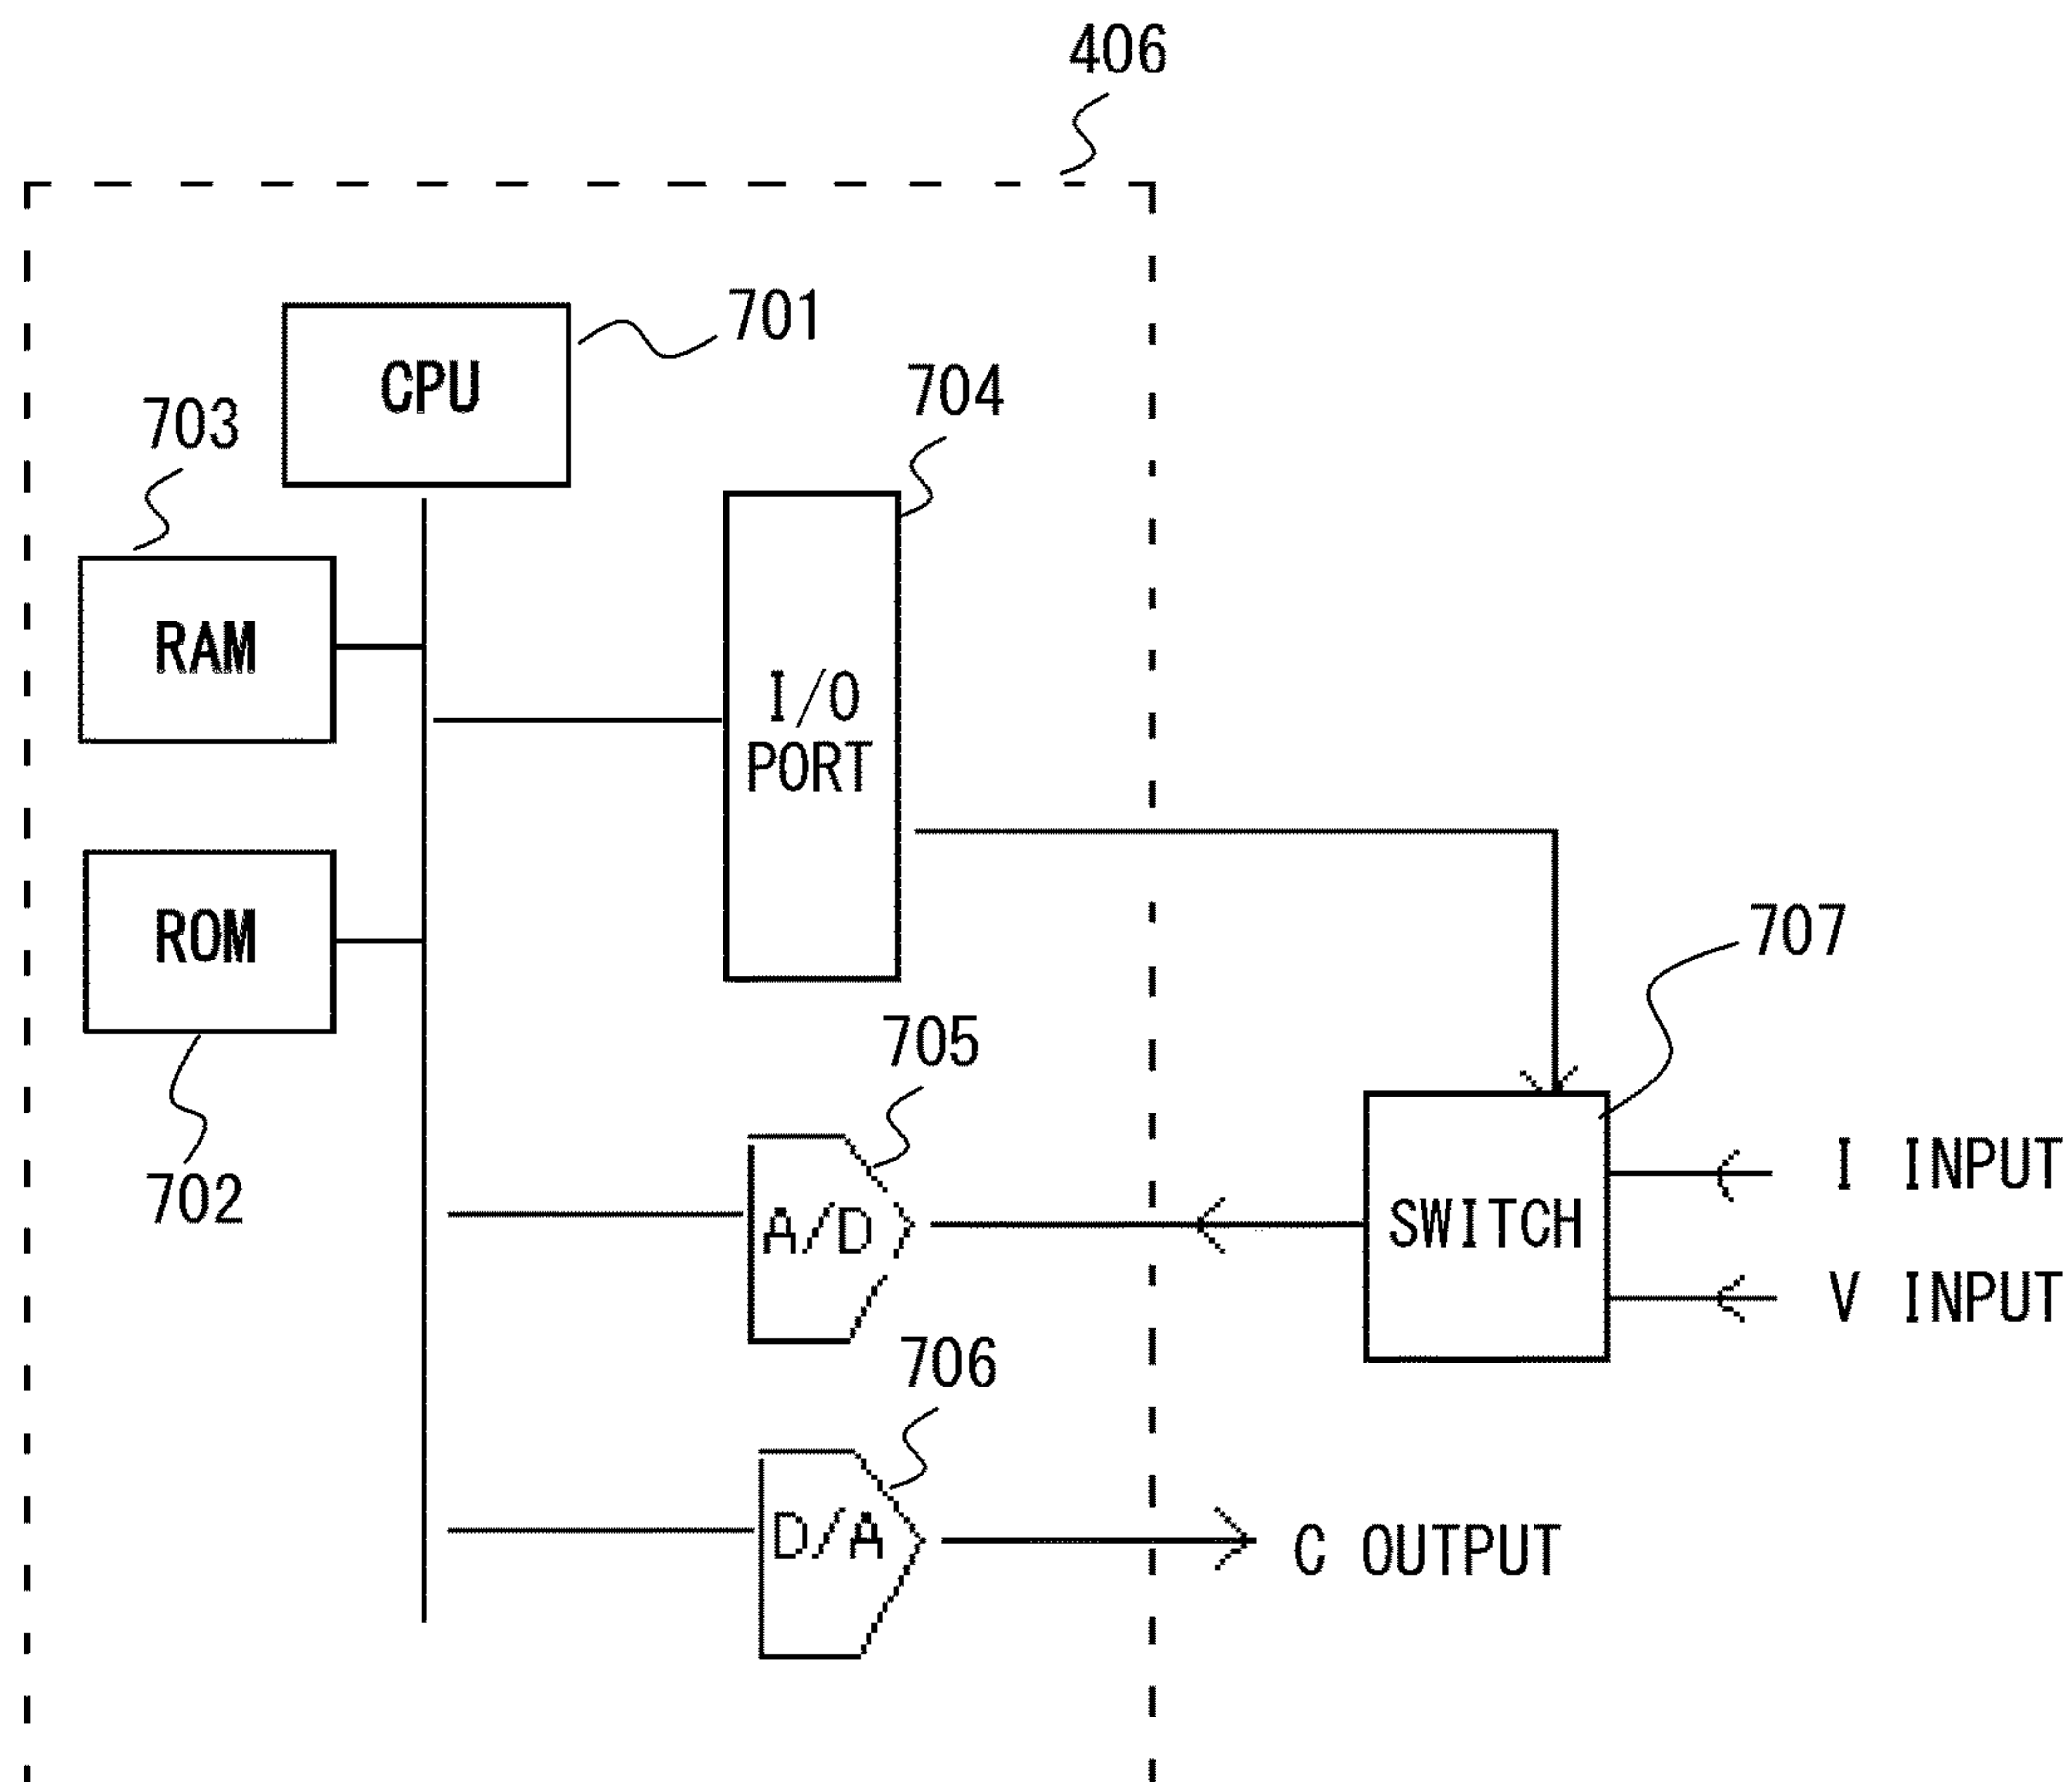 406
701
CPU
704
703
RAM
I/O
PORT
ROM
707
705
702
I INPUT
A/D
SWITCH
V INPUT
706
D/A
C OUTPUT